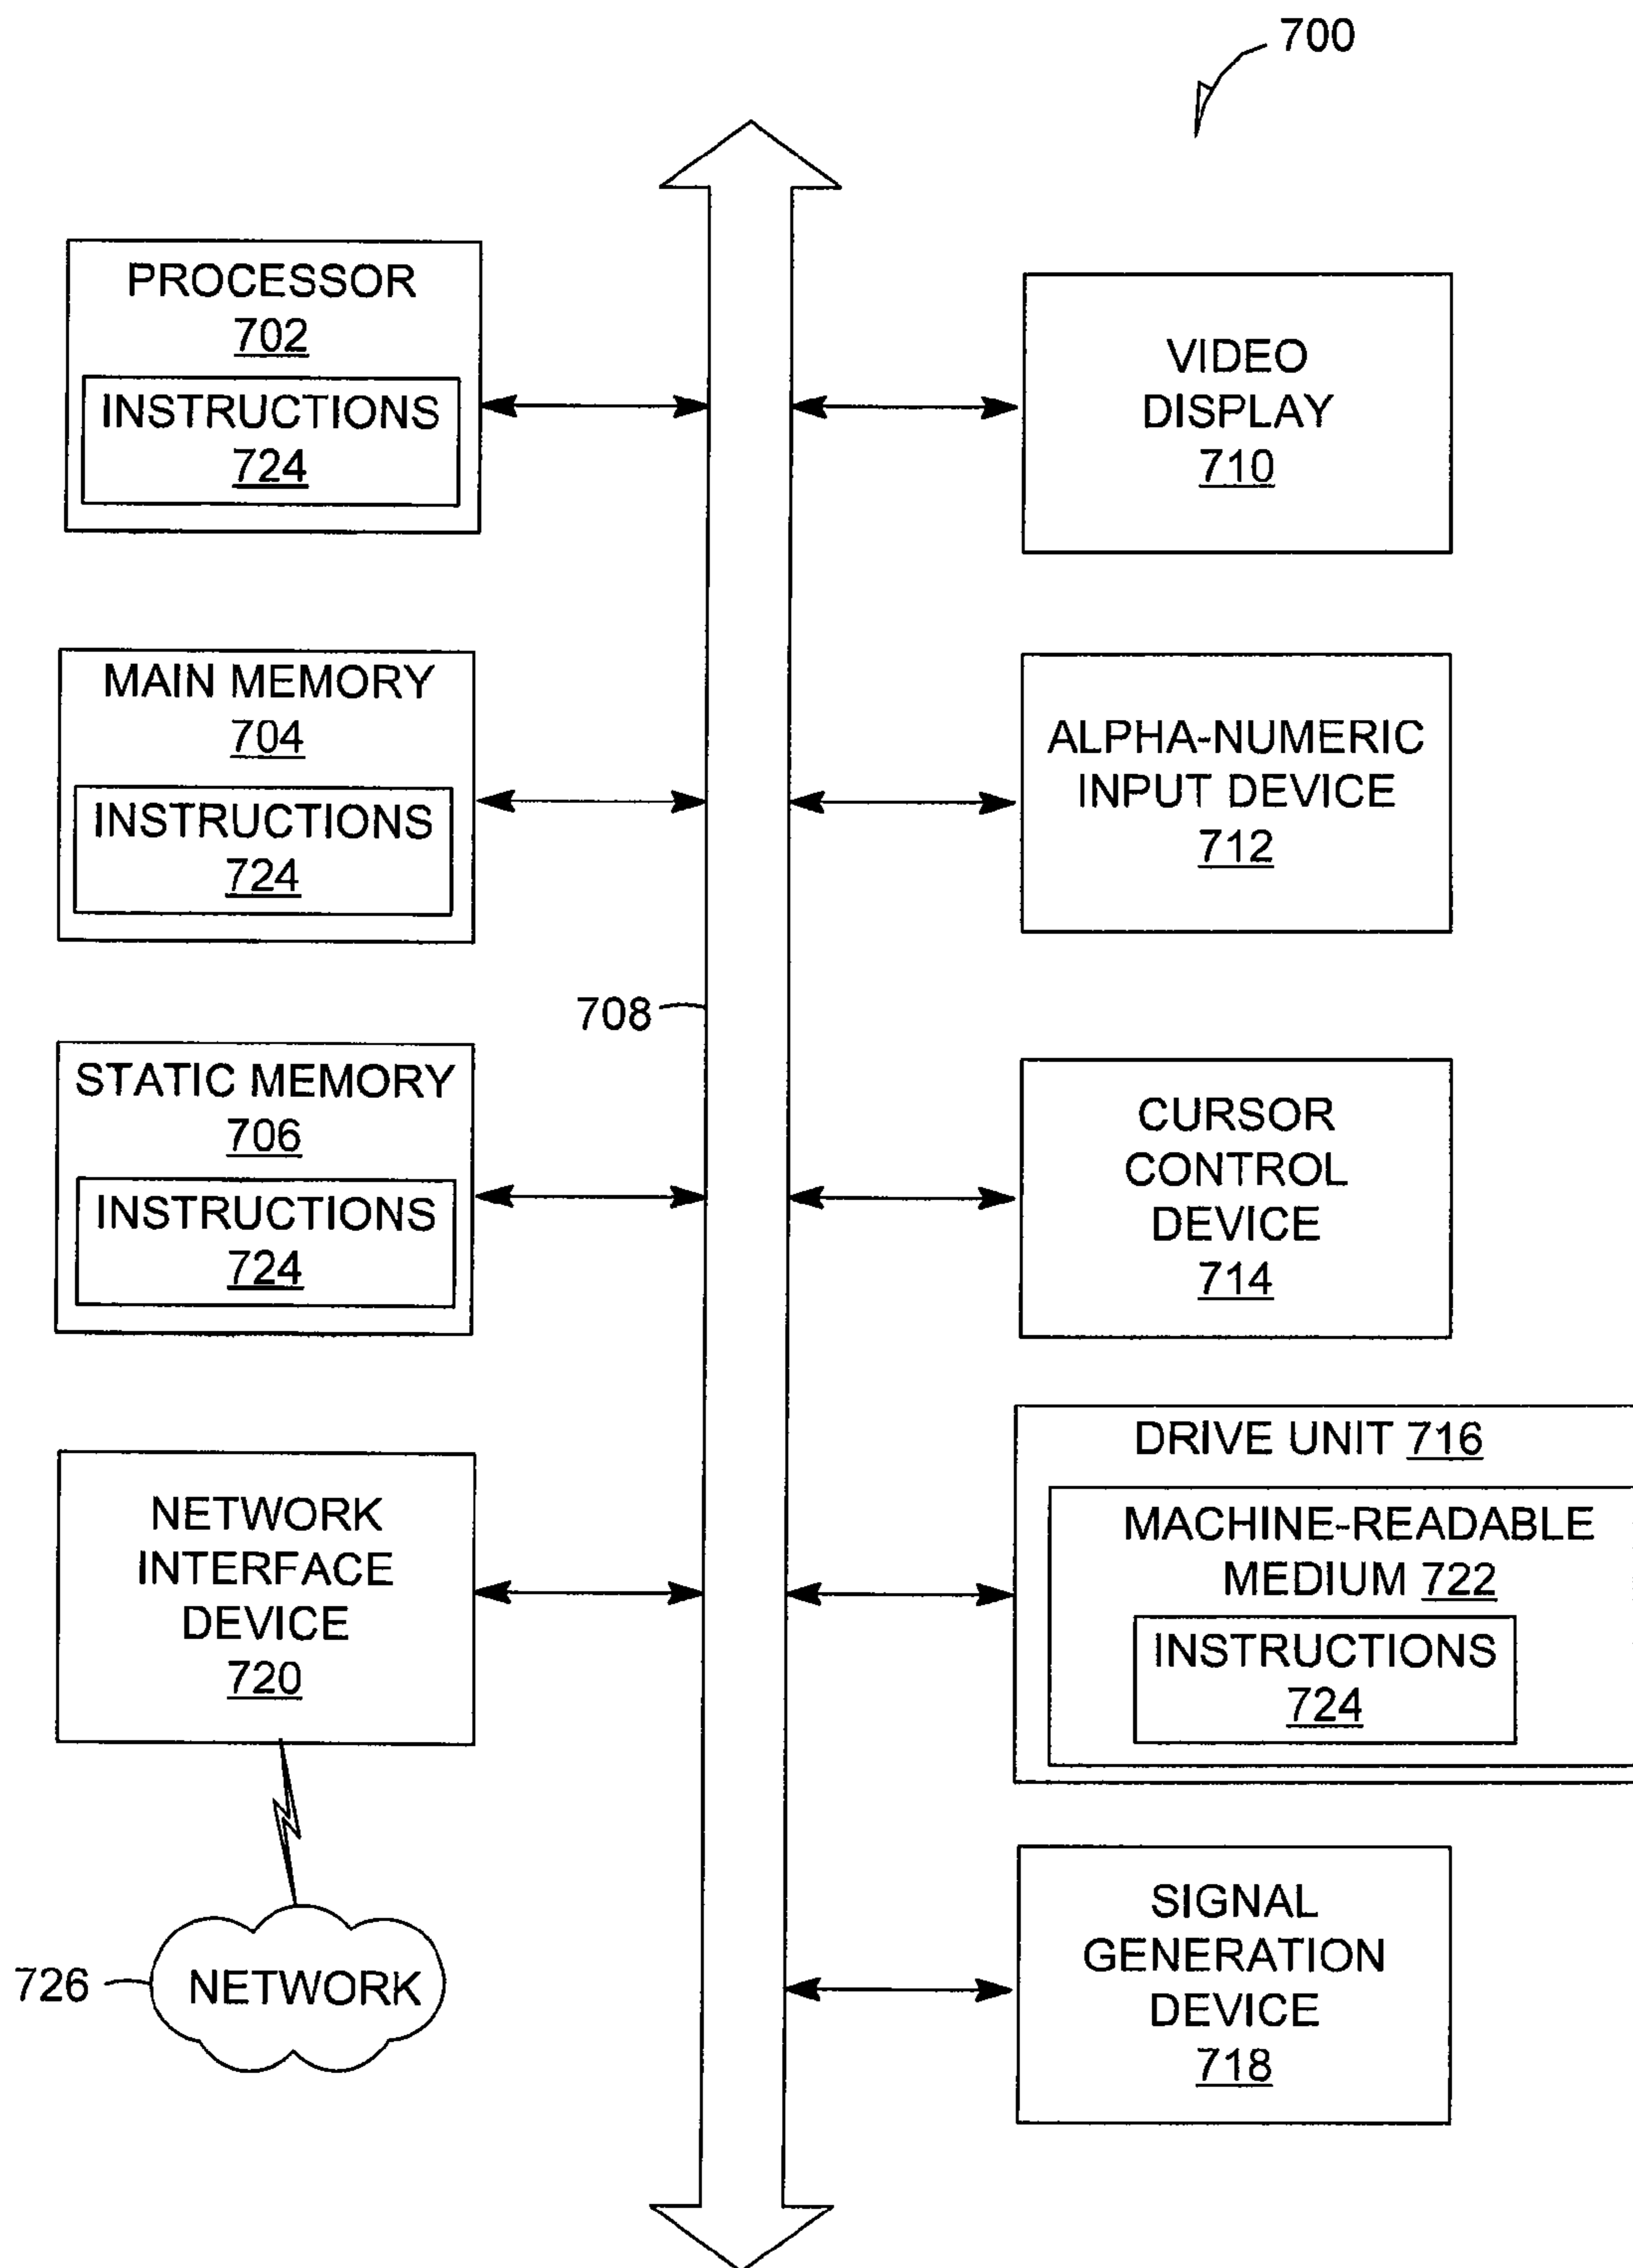 700
PROCESSOR
702
INSTRUCTIONS
724
MAIN MEMORY
704
INSTRUCTIONS
724
708
STATIC MEMORY
706
INSTRUCTIONS
724
NETWORK
INTERFACE
DEVICE
720
726
NETWORK
VIDEO
DISPLAY
710
ALPHA-NUMERIC
INPUT DEVICE
712
CURSOR
CONTROL
DEVICE
714
DRIVE UNIT 716
MACHINE-READABLE
MEDIUM 722
INSTRUCTIONS
724
SIGNAL
GENERATION
DEVICE
718